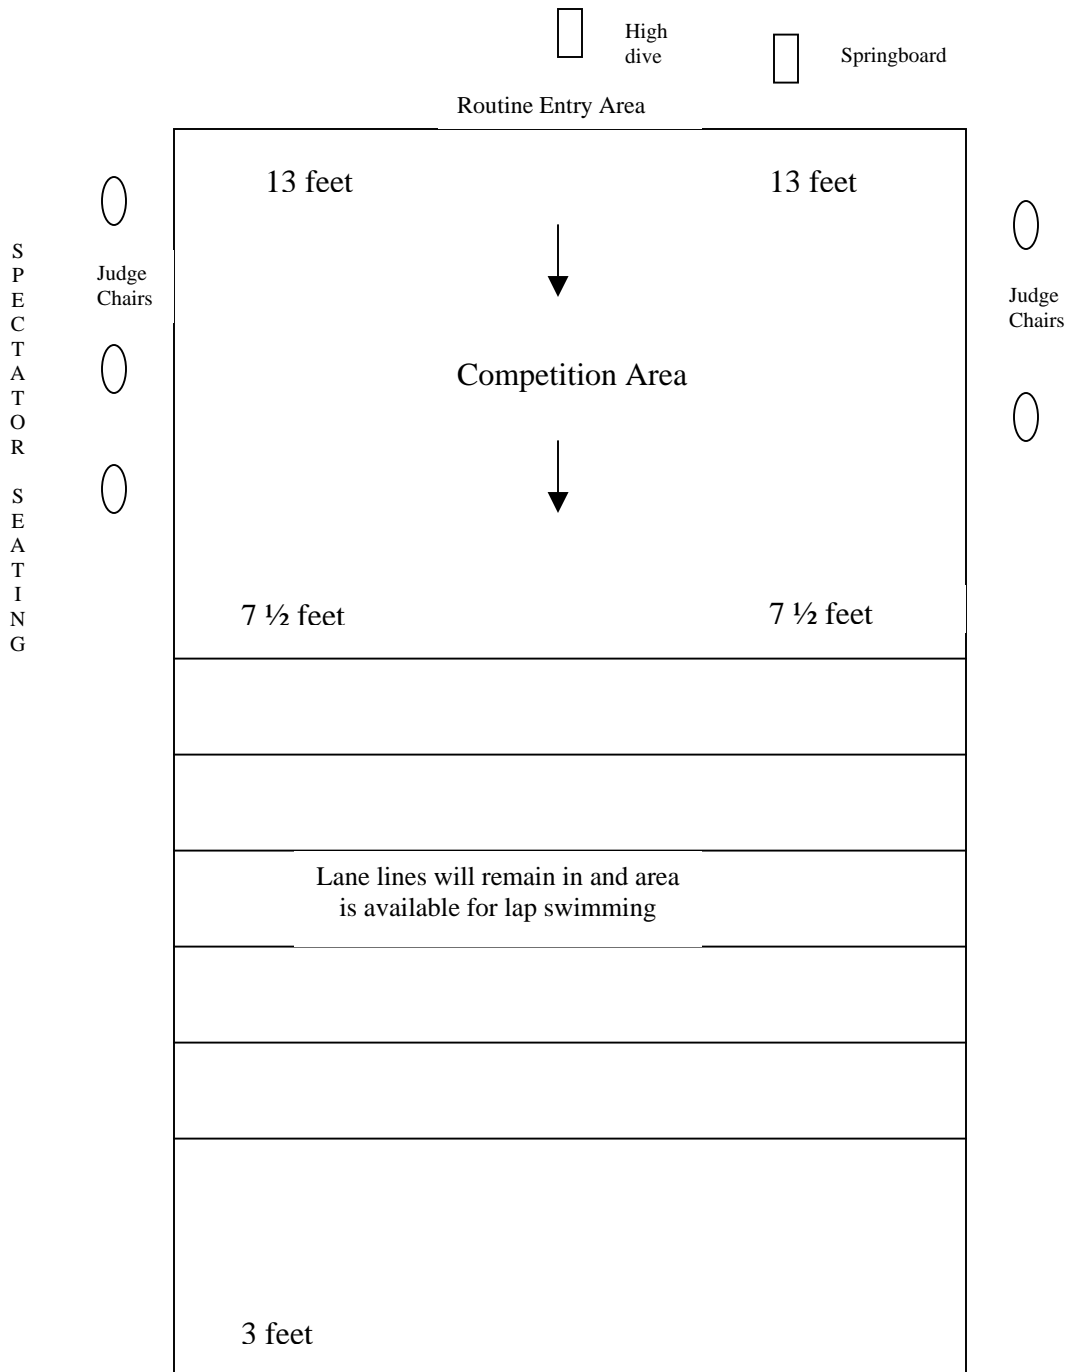 High
dive
Springboard
Routine Entry Area
13 feet
13 feet
SPECTATOR SEATING
Judge
Chairs
Judge
Chairs
Competition Area
7 ½ feet
7 ½ feet
Lane lines will remain in and area
is available for lap swimming
3 feet